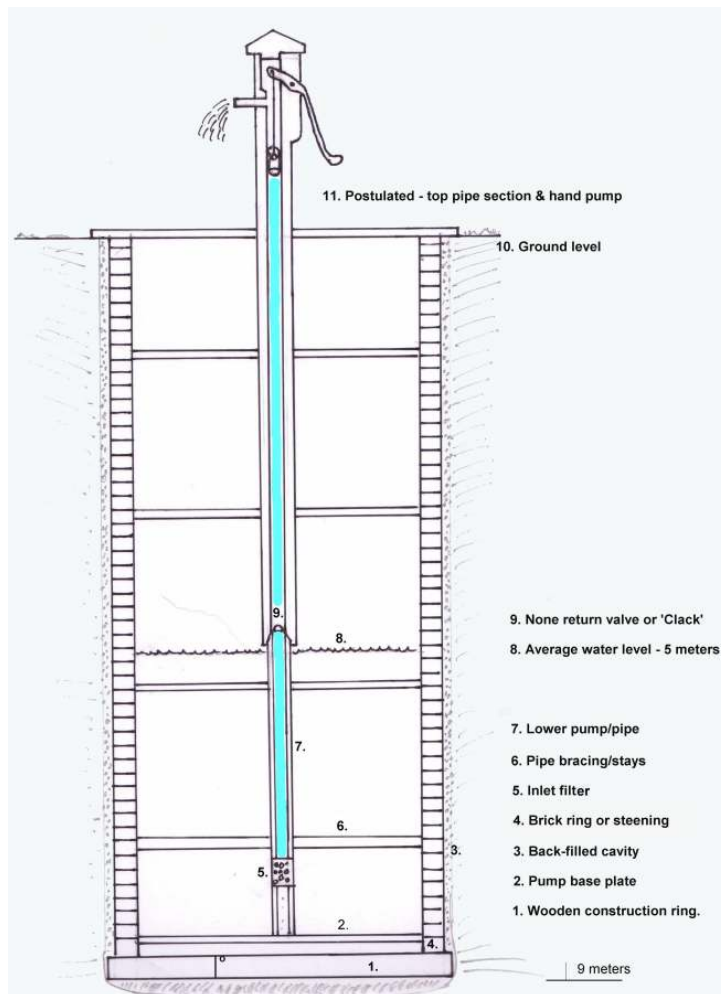 11. Postulated - top pipe section & hand pump
10. Ground level
9.
9. None return valve or 'Clack'
8.
8. Average water level - 5 meters
7. Lower pump/pipe
7.
6. Pipe bracing/stays
5. Inlet filter
6.
4. Brick ring or steening
3.
3. Back-filled cavity
5.
2. Pump base plate
1. Wooden construction ring.
2.
4.
1.
9 meters